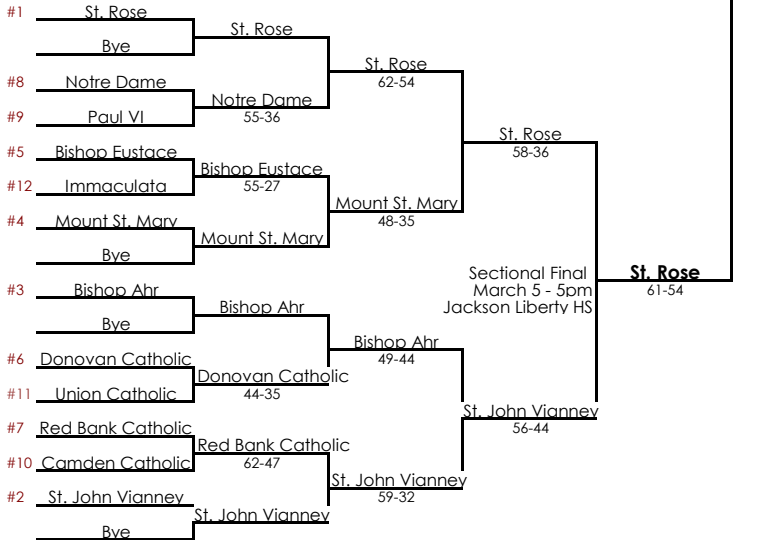 #1 St. Rose
St. Rose
Bye
St. Rose
62-54
#8 Notre Dame
Notre Dame
55-36
#9 Paul VI
St. Rose
58-36
#5 Bishop Eustace
Bishop Eustace
55-27
#12 Immaculata
Mount St. Mary
48-35
#4 Mount St. Mary
Mount St. Mary
Bye
Sectional Final
March 5 - 5pm
Jackson Liberty HS
St. Rose
61-54
#3 Bishop Ahr
Bishop Ahr
Bye
Bishop Ahr
49-44
#6 Donovan Catholic
Donovan Catholic
44-35
#11 Union Catholic
St. John Vianney
56-44
#7 Red Bank Catholic
Red Bank Catholic
62-47
#10 Camden Catholic
St. John Vianney
59-32
#2 St. John Vianney
St. John Vianney
Bye